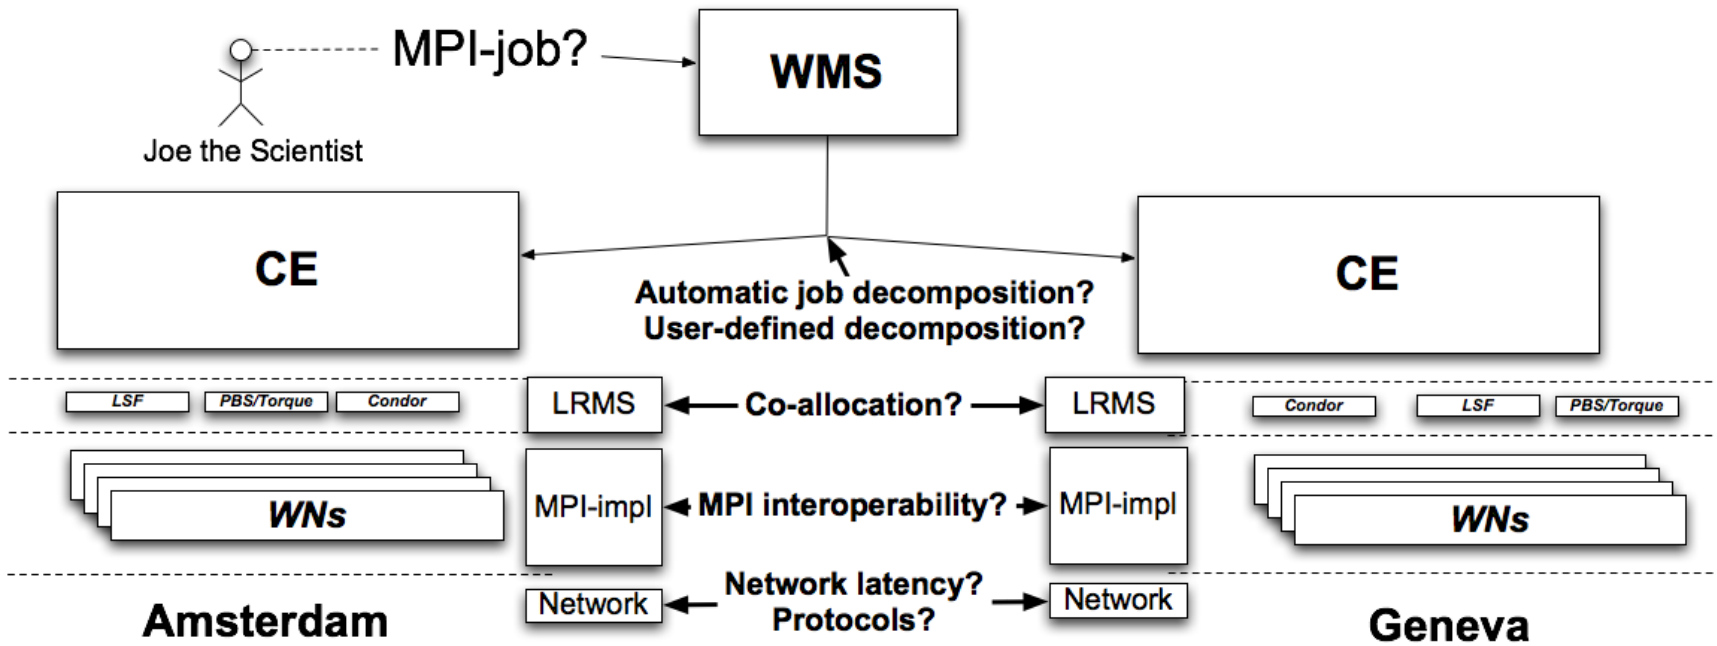 MPI-job?
WMS
Joe the Scientist
CE
CE
Automatic job decomposition?
User-defined decomposition?
LSF
PBS/Torque
Condor
LRMS
Co-allocation?
LRMS
Condor
LSF
PBS/Torque
WNs
MPI-impl
MPI interoperability?
MPI-impl
WNs
Network latency?
Protocols?
Network
Network
Amsterdam
Geneva